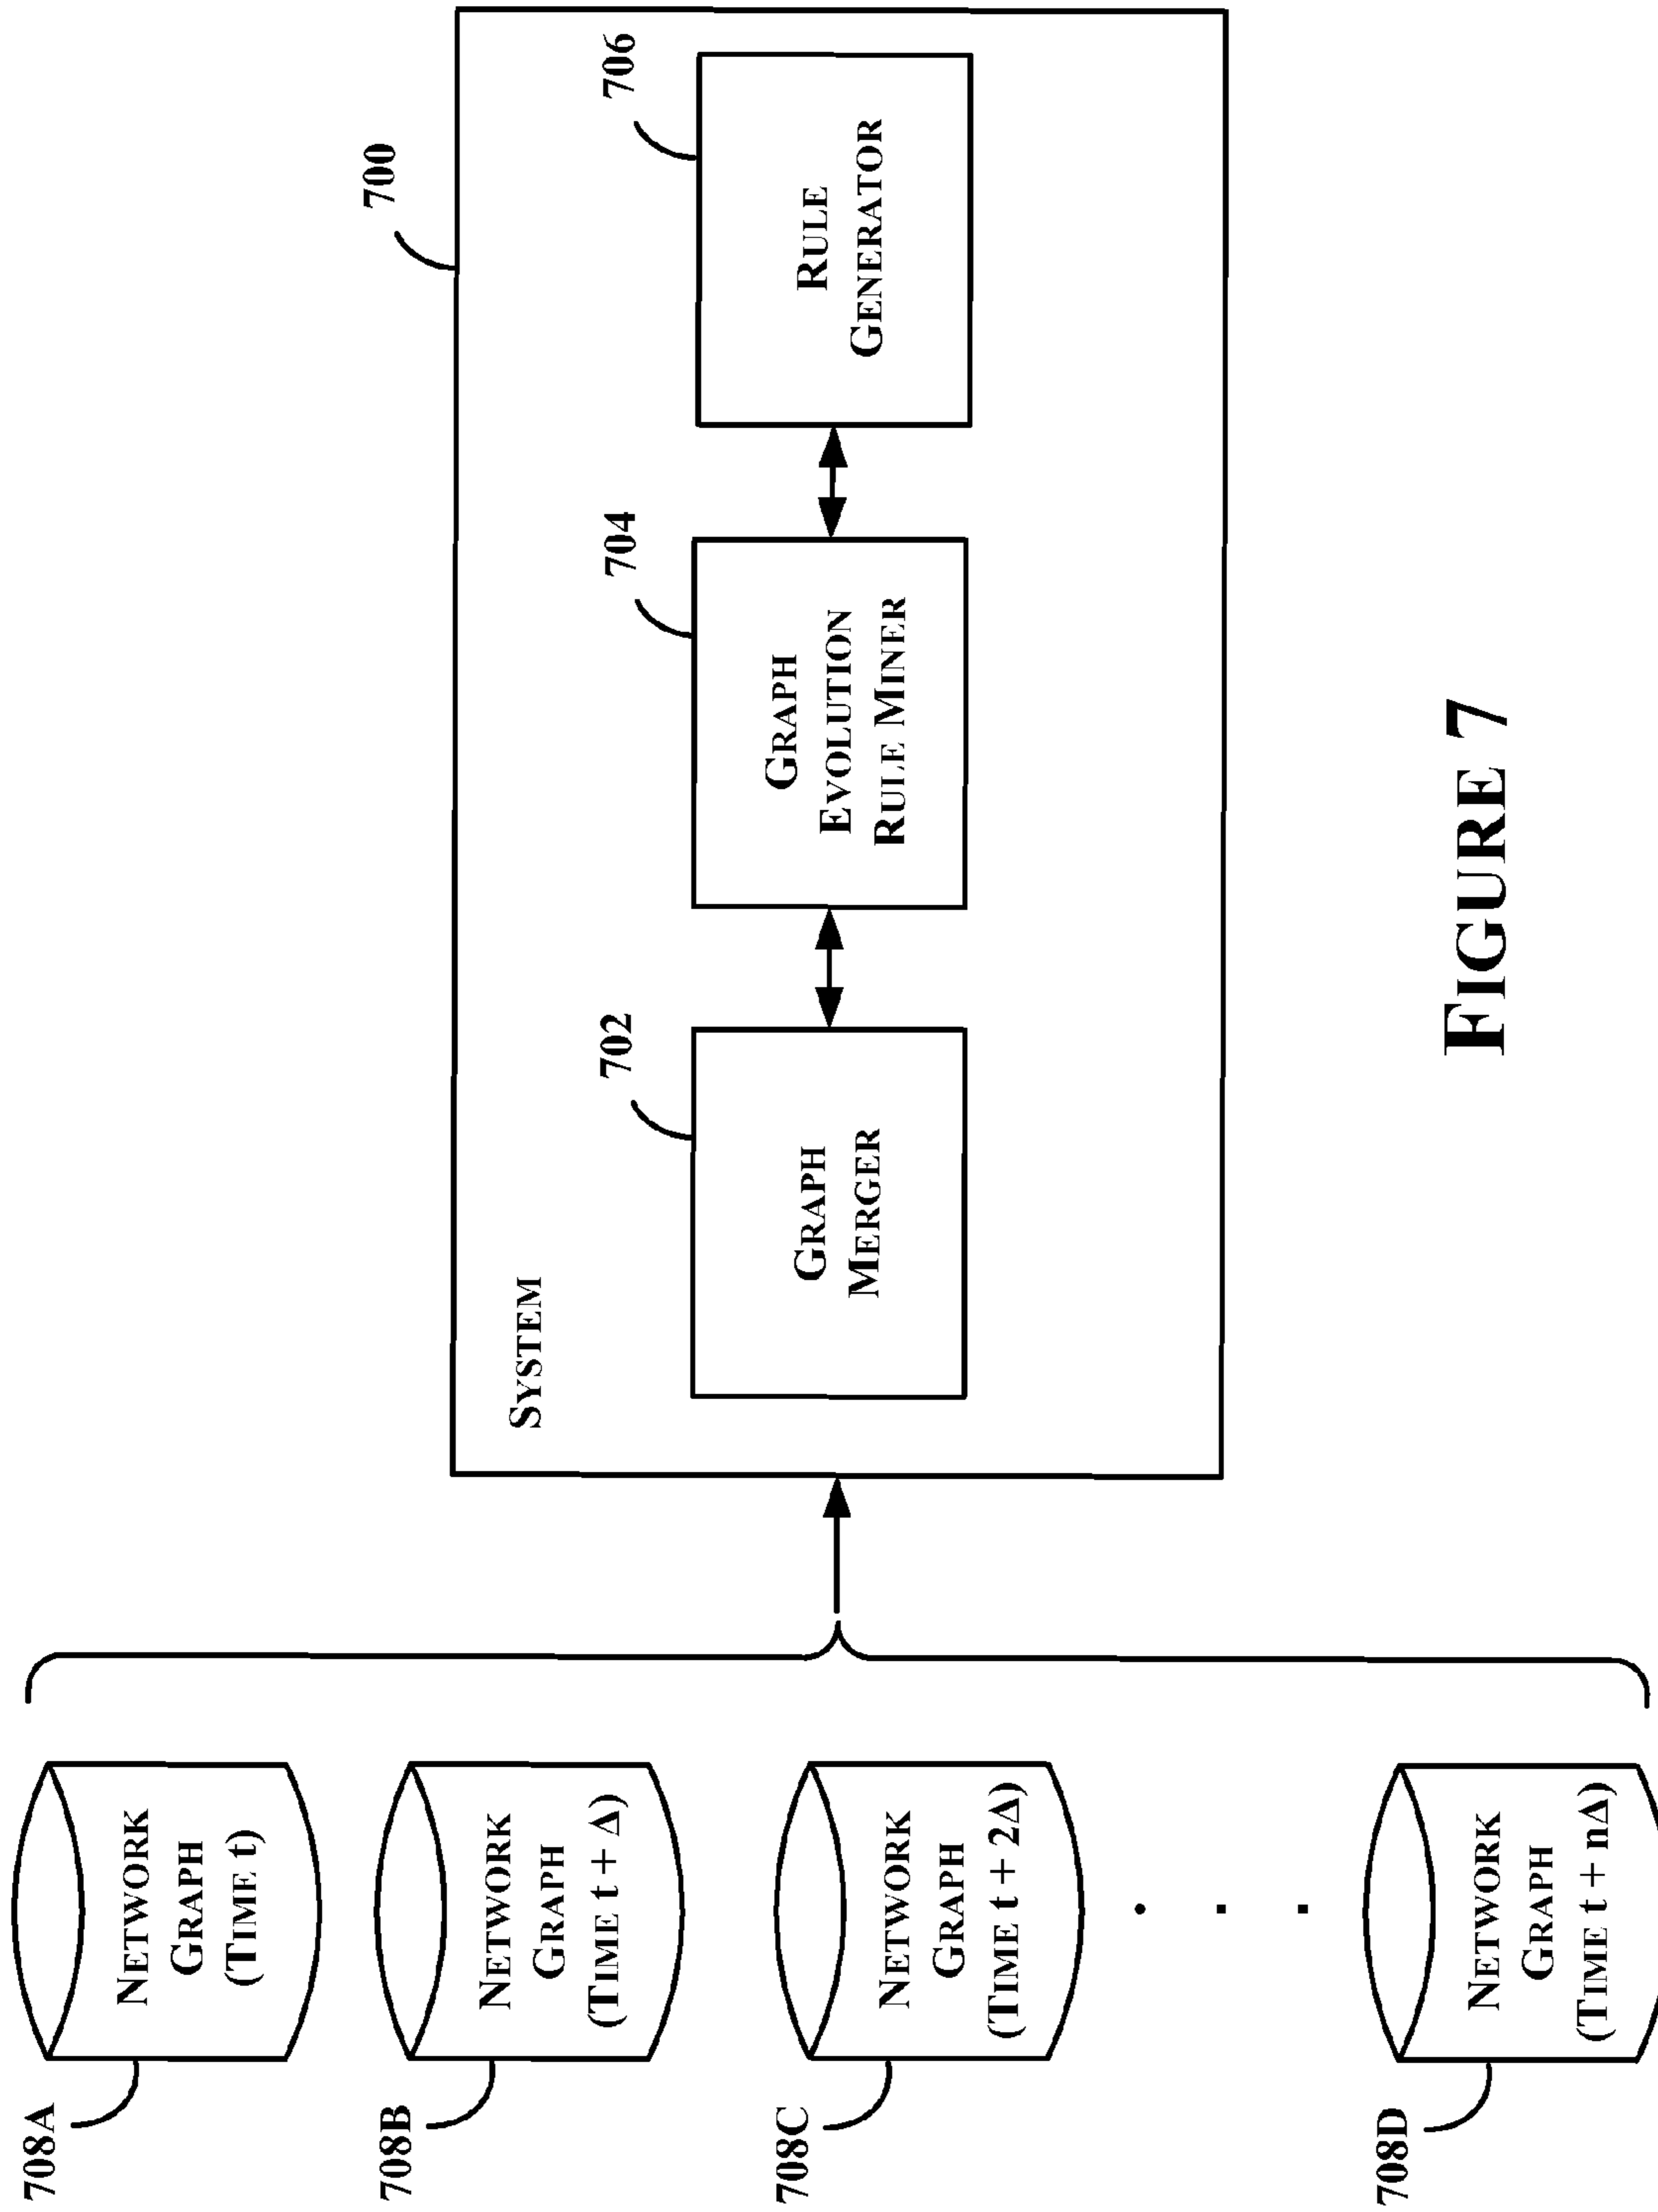 708A
NETWORK
GRAPH
(TIME t)
708B
NETWORK
GRAPH
(TIME t + Δ)
708C
NETWORK
GRAPH
(TIME t + 2Δ)
. . .
708D
NETWORK
GRAPH
(TIME t + nΔ)
700
SYSTEM
702
GRAPH
MERGER
704
GRAPH
EVOLUTION
RULE MINER
706
RULE
GENERATOR
FIGURE 7